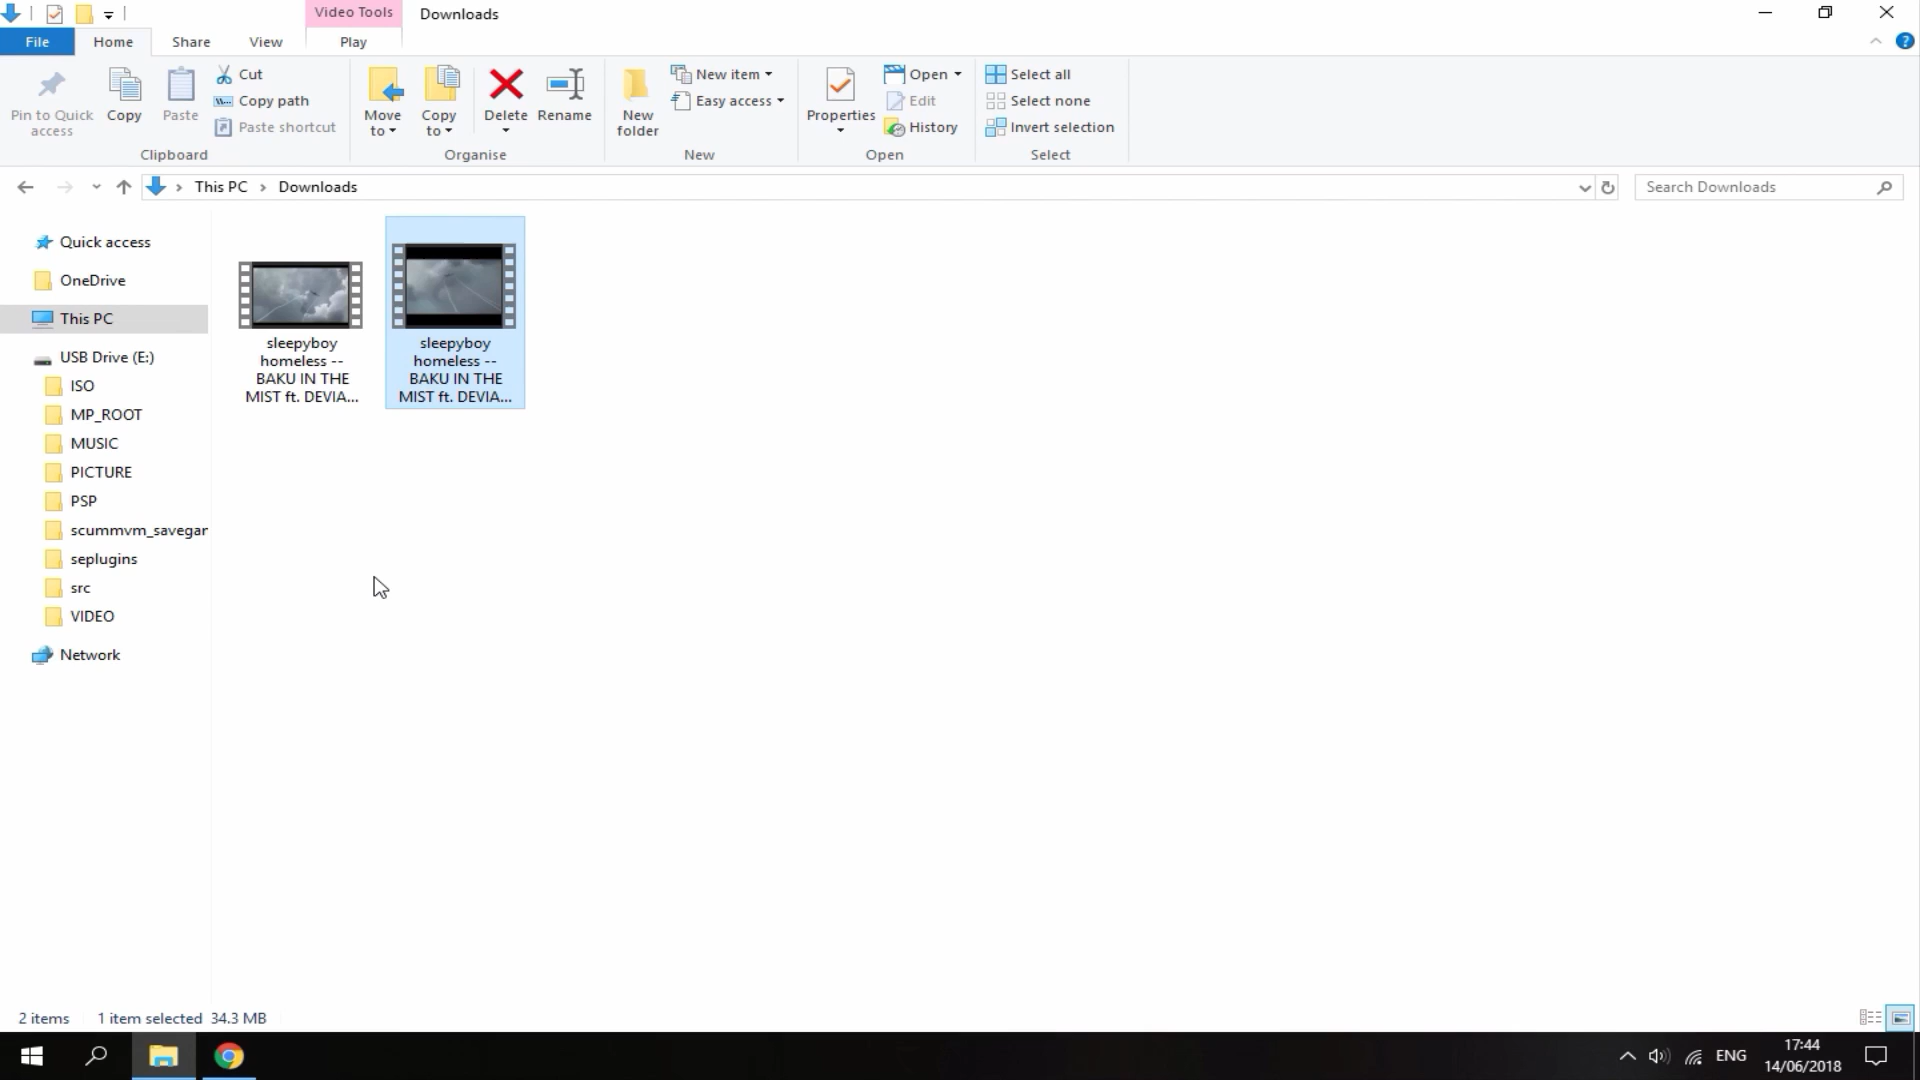 Video Tools
Downloads
File
Home
Share
View
Play
Pin to Quick
access
Copy
Paste
Cut
Copy path
Paste shortcut
Clipboard
Move
to
Copy
to
Delete
Rename
Organise
New
folder
New item
Easy access
New
Properties
Open
Edit
History
Open
Select all
Select none
Invert selection
Select
This PC
Downloads
Search Downloads
Quick access
OneDrive
This PC
USB Drive (E:)
ISO
MP_ROOT
MUSIC
PICTURE
PSP
scummvm_savegar
seplugins
src
VIDEO
Network
sleepyboy
homeless --
BAKU IN THE
MIST ft. DEVIA...
sleepyboy
homeless --
BAKU IN THE
MIST ft. DEVIA...
2 items
1 item selected 34.3 MB
ENG
17:44
14/06/2018